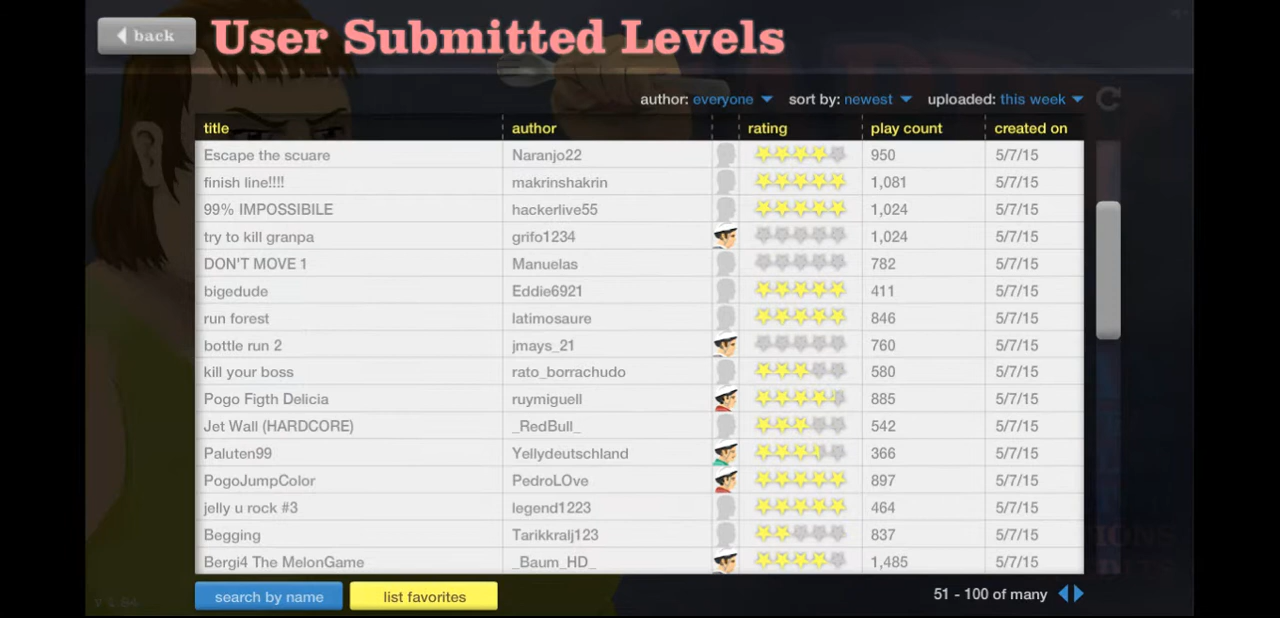 back
User Submitted Levels
author: everyone sort by: newest uploaded: this week
title author rating play count created on
Escape the scuare Naranjo22 950 5/7/15
finish line!!!! makrinshakrin 1,081 5/7/15
99% IMPOSSIBILE hackerlive55 1,024 5/7/15
try to kill granpa grifo1234 1,024 5/7/15
DON'T MOVE 1 Manuelas 782 5/7/15
bigedude Eddie6921 411 5/7/15
run forest latimosaure 846 5/7/15
bottle run 2 jmays_21 760 5/7/15
kill your boss rato_borrachudo 580 5/7/15
Pogo Figth Delicia ruymiguell 885 5/7/15
Jet Wall (HARDCORE) _RedBull_ 542 5/7/15
Paluten99 Yellydeutschland 366 5/7/15
PogoJumpColor PedroLOve 897 5/7/15
jelly u rock #3 legend1223 464 5/7/15
Begging Tarikkralj123 837 5/7/15
Bergi4 The MelonGame _Baum_HD_ 1,485 5/7/15
search by name list favorites 51 - 100 of many